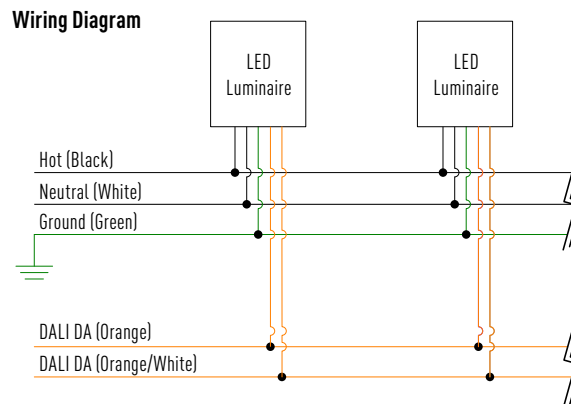 Wiring Diagram
LED
Luminaire
LED
Luminaire
Hot (Black)
Neutral (White)
Ground (Green)
DALI DA (Orange)
DALI DA (Orange/White)